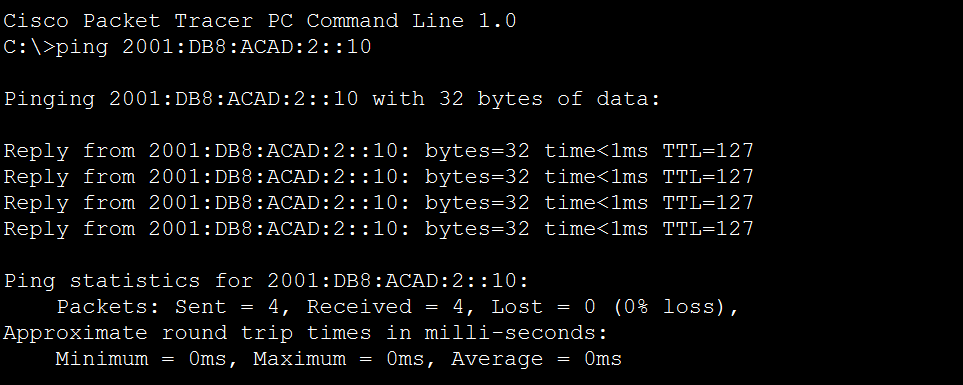 Cisco Packet Tracer PC Command Line 1.0
C:\>ping 2001:DB8:ACAD:2::10
Pinging 2001:DB8:ACAD:2::10 with 32 bytes of data:
Reply from 2001:DB8:ACAD:2::10: bytes=32 time<1ms TTL=127
Reply from 2001:DB8:ACAD:2::10: bytes=32 time<1ms TTL=127
Reply from 2001:DB8:ACAD:2::10: bytes=32 time<1ms TTL=127
Reply from 2001:DB8:ACAD:2::10: bytes=32 time<1ms TTL=127
Ping statistics for 2001:DB8:ACAD:2::10:
Packets: Sent = 4, Received = 4, Lost = 0 (0% loss),
Approximate round trip times in milli-seconds:
Minimum = 0ms, Maximum = 0ms, Average = 0ms